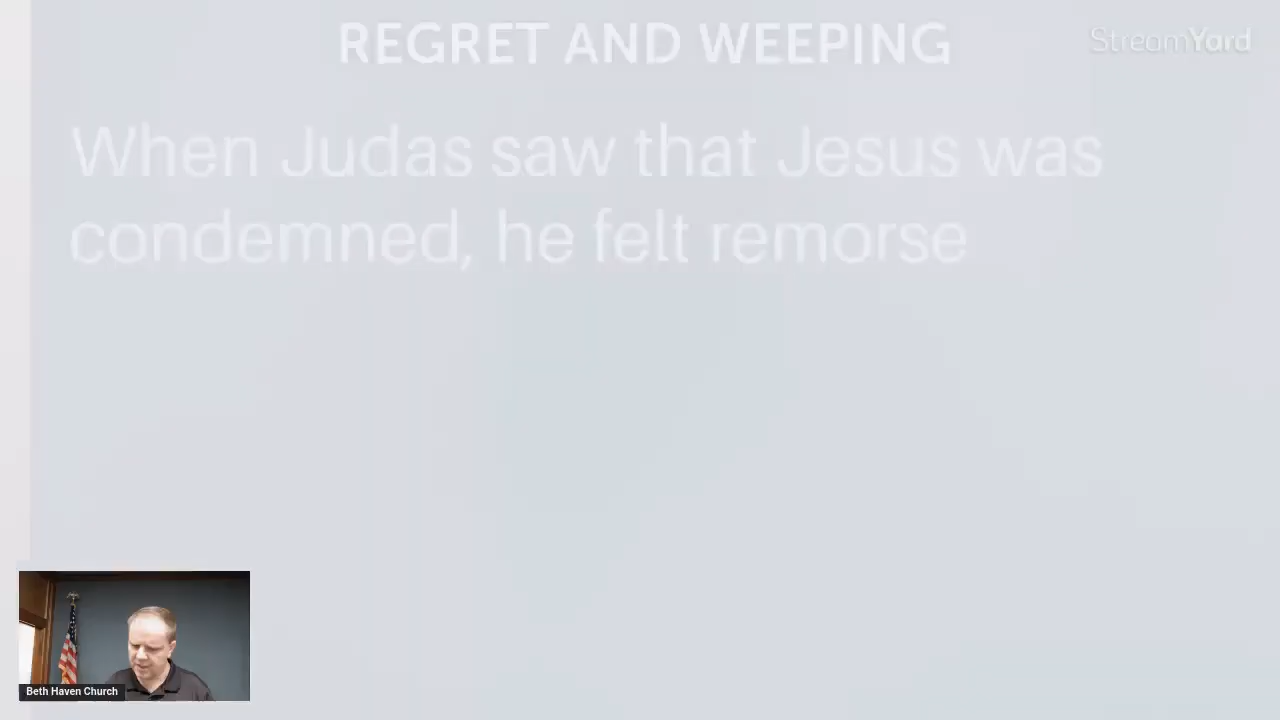 REGRET AND WEEPING
StreamYard
When Judas saw that Jesus was
condemned, he felt remorse
Beth Haven Church